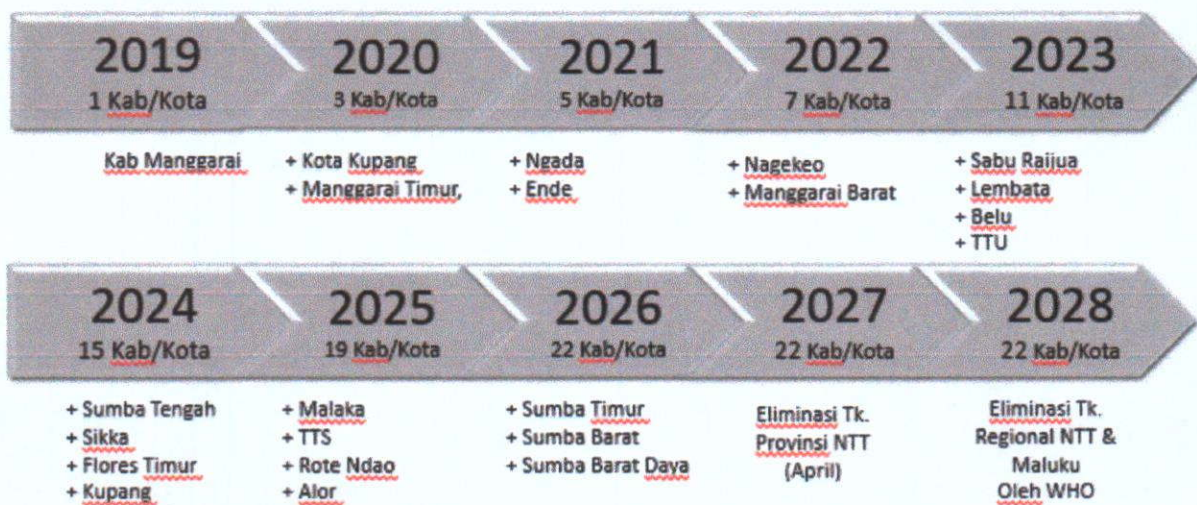 2019
1 Kab/Kota
2020
3 Kab/Kota
2021
5 Kab/Kota
2022
7 Kab/Kota
2023
11 Kab/Kota
Kab Manggarai
+ Kota Kupang
+ Manggarai Timur,
+ Ngada
+ Ende
+ Nagekeo
+ Manggarai Barat
+ Sabu Raijua
+ Lembata
+ Belu
+ TTU
2024
15 Kab/Kota
2025
19 Kab/Kota
2026
22 Kab/Kota
2027
22 Kab/Kota
2028
22 Kab/Kota
+ Sumba Tengah
+ Sikka
+ Flores Timur
+ Kupang
+ Malaka
+ TTS
+ Rote Ndao
+ Alor
+ Sumba Timur
+ Sumba Barat
+ Sumba Barat Daya
Eliminasi Tk.
Provinsi NTT
(April)
Eliminasi Tk.
Regional NTT &
Maluku
Oleh WHO